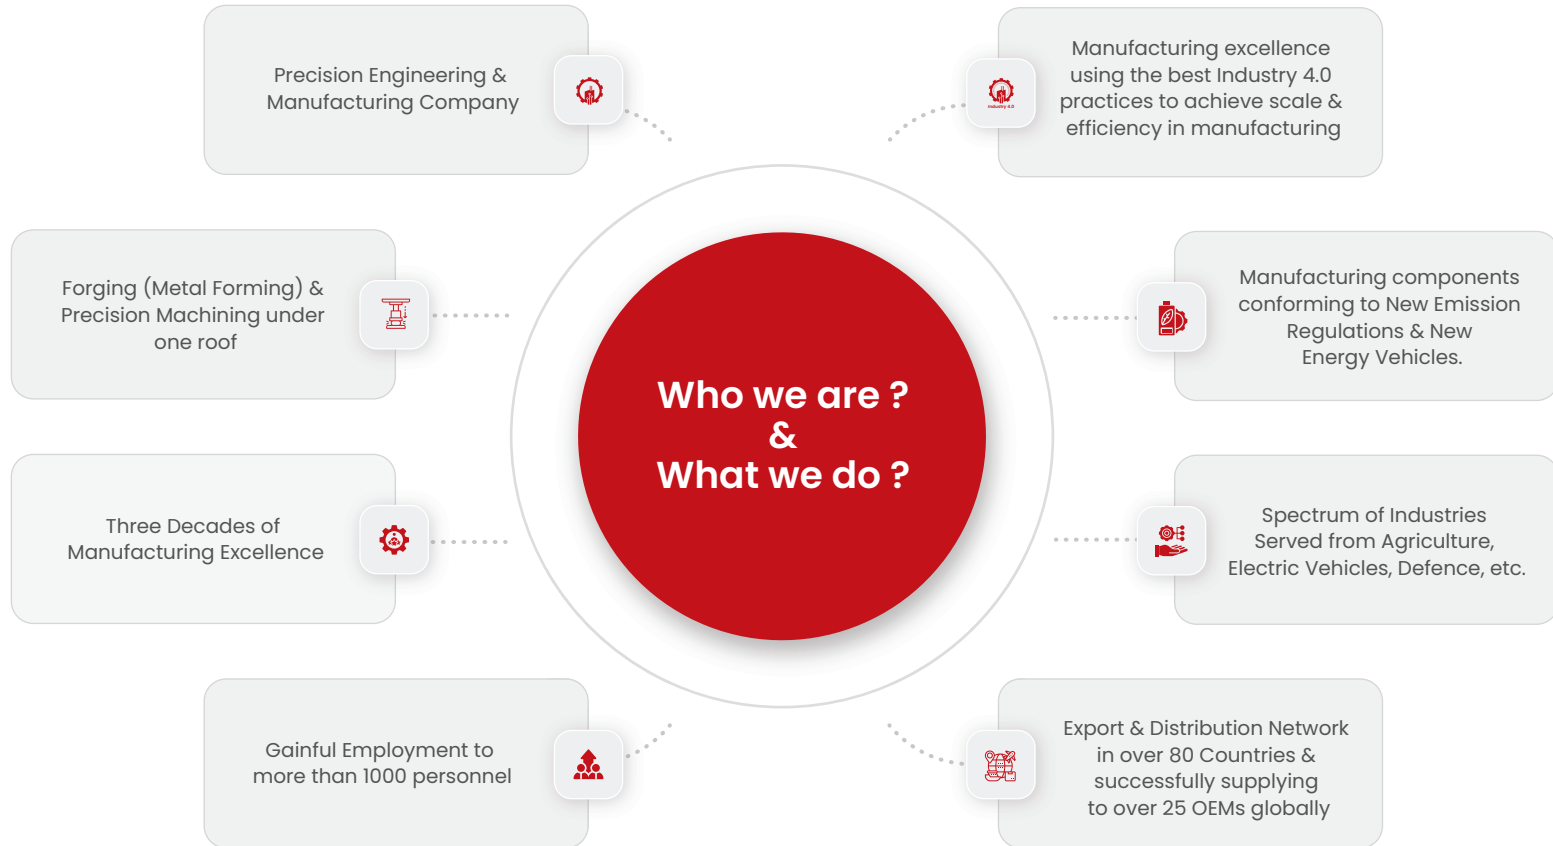 Precision Engineering &
Manufacturing Company
Manufacturing excellence
using the best Industry 4.0
practices to achieve scale &
efficiency in manufacturing
Industry 4.0
Forging (Metal Forming) &
Precision Machining under
one roof
Manufacturing components
conforming to New Emission
Regulations & New
Energy Vehicles.
Who we are ?
&
What we do ?
Three Decades of
Manufacturing Excellence
Spectrum of Industries
Served from Agriculture,
Electric Vehicles, Defence, etc.
Gainful Employment to
more than 1000 personnel
Export & Distribution Network
in over 80 Countries &
successfully supplying
to over 25 OEMs globally